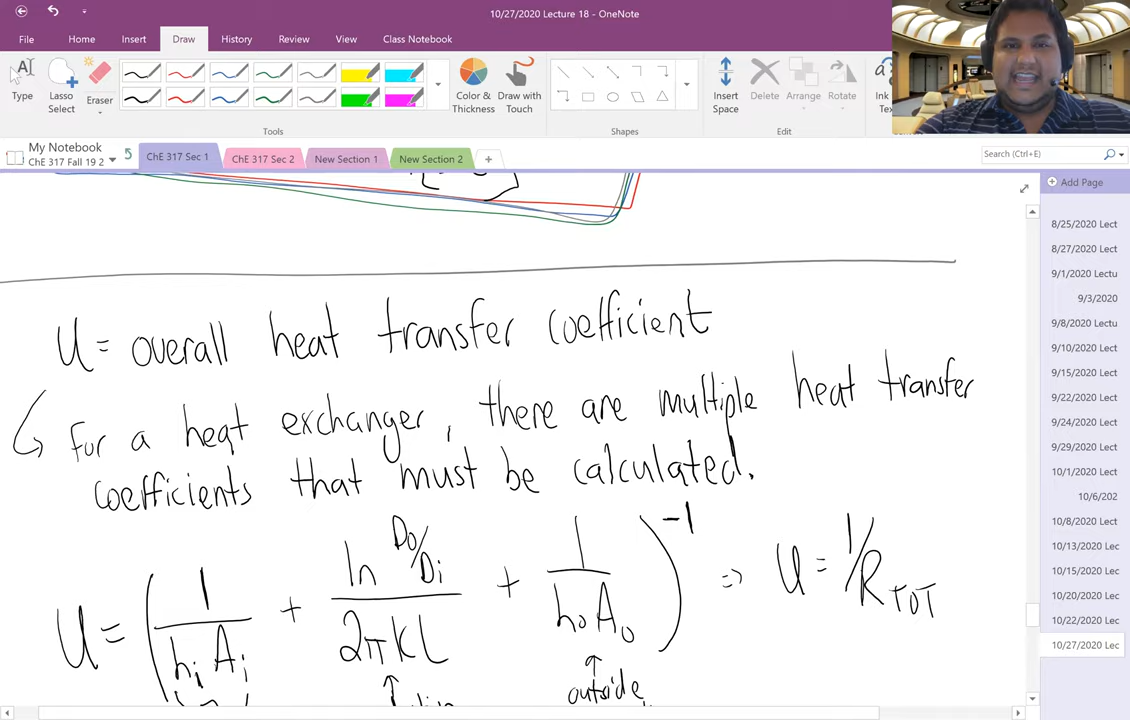 10/27/2020 Lecture 18 - OneNote
File Home Insert Draw History Review View Class Notebook
Type
Lasso Select
Eraser
Color & Thickness
Draw with Touch
Insert Space
Delete
Arrange
Rotate
Ink
Tex
Tools
Shapes
Edit
My Notebook
ChE 317 Fall 19 2
ChE 317 Sec 1
ChE 317 Sec 2
New Section 1
New Section 2
Search (Ctrl+E)
Add Page
8/25/2020 Lect
8/27/2020 Lect
9/1/2020 Lectu
9/3/2020
9/8/2020 Lectu
9/10/2020 Lect
9/15/2020 Lect
9/22/2020 Lect
9/24/2020 Lect
9/29/2020 Lect
10/1/2020 Lect
10/6/202
10/8/2020 Lect
10/13/2020 Lec
10/15/2020 Lec
10/20/2020 Lec
10/22/2020 Lec
10/27/2020 Lec
U = overall heat transfer coefficient
For a heat exchanger, there are multiple heat transfer
coefficients that must be calculated.
U = (1/(hi Ai) + ln Do/Di / (2πkL) + 1/(ho Ao))^-1 ⇒ U = 1/R_TOT
outside